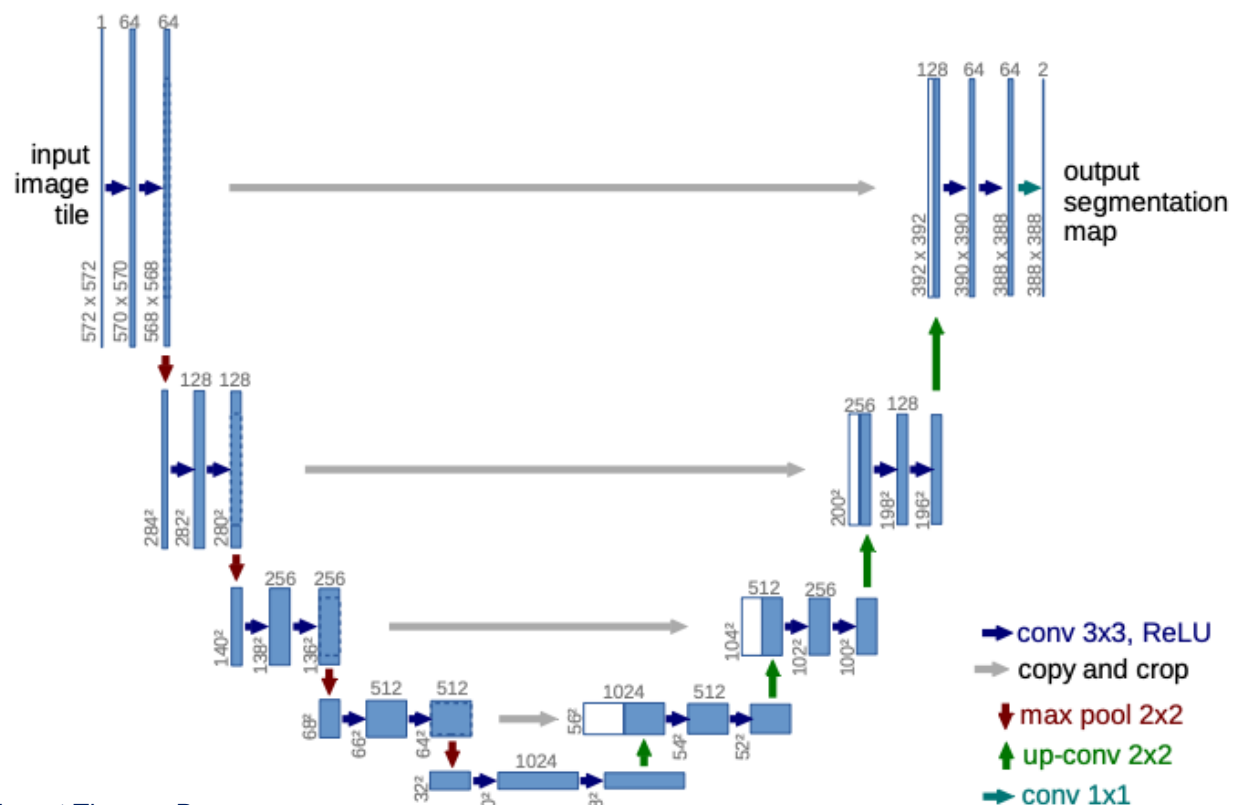 1 64 64
128 64 64 2
input
image
tile
output
segmentation
map
572 x 572
570 x 570
568 x 568
392 x 392
390 x 390
388 x 388
388 x 388
128 128
256 128
284²
282²
280²
200²
198²
196²
256 256
512 256
140²
138²
136²
104²
102²
100²
512 512
1024 512
68²
66²
64²
56²
54²
52²
1024
32²
conv 3x3, ReLU
copy and crop
max pool 2x2
up-conv 2x2
conv 1x1